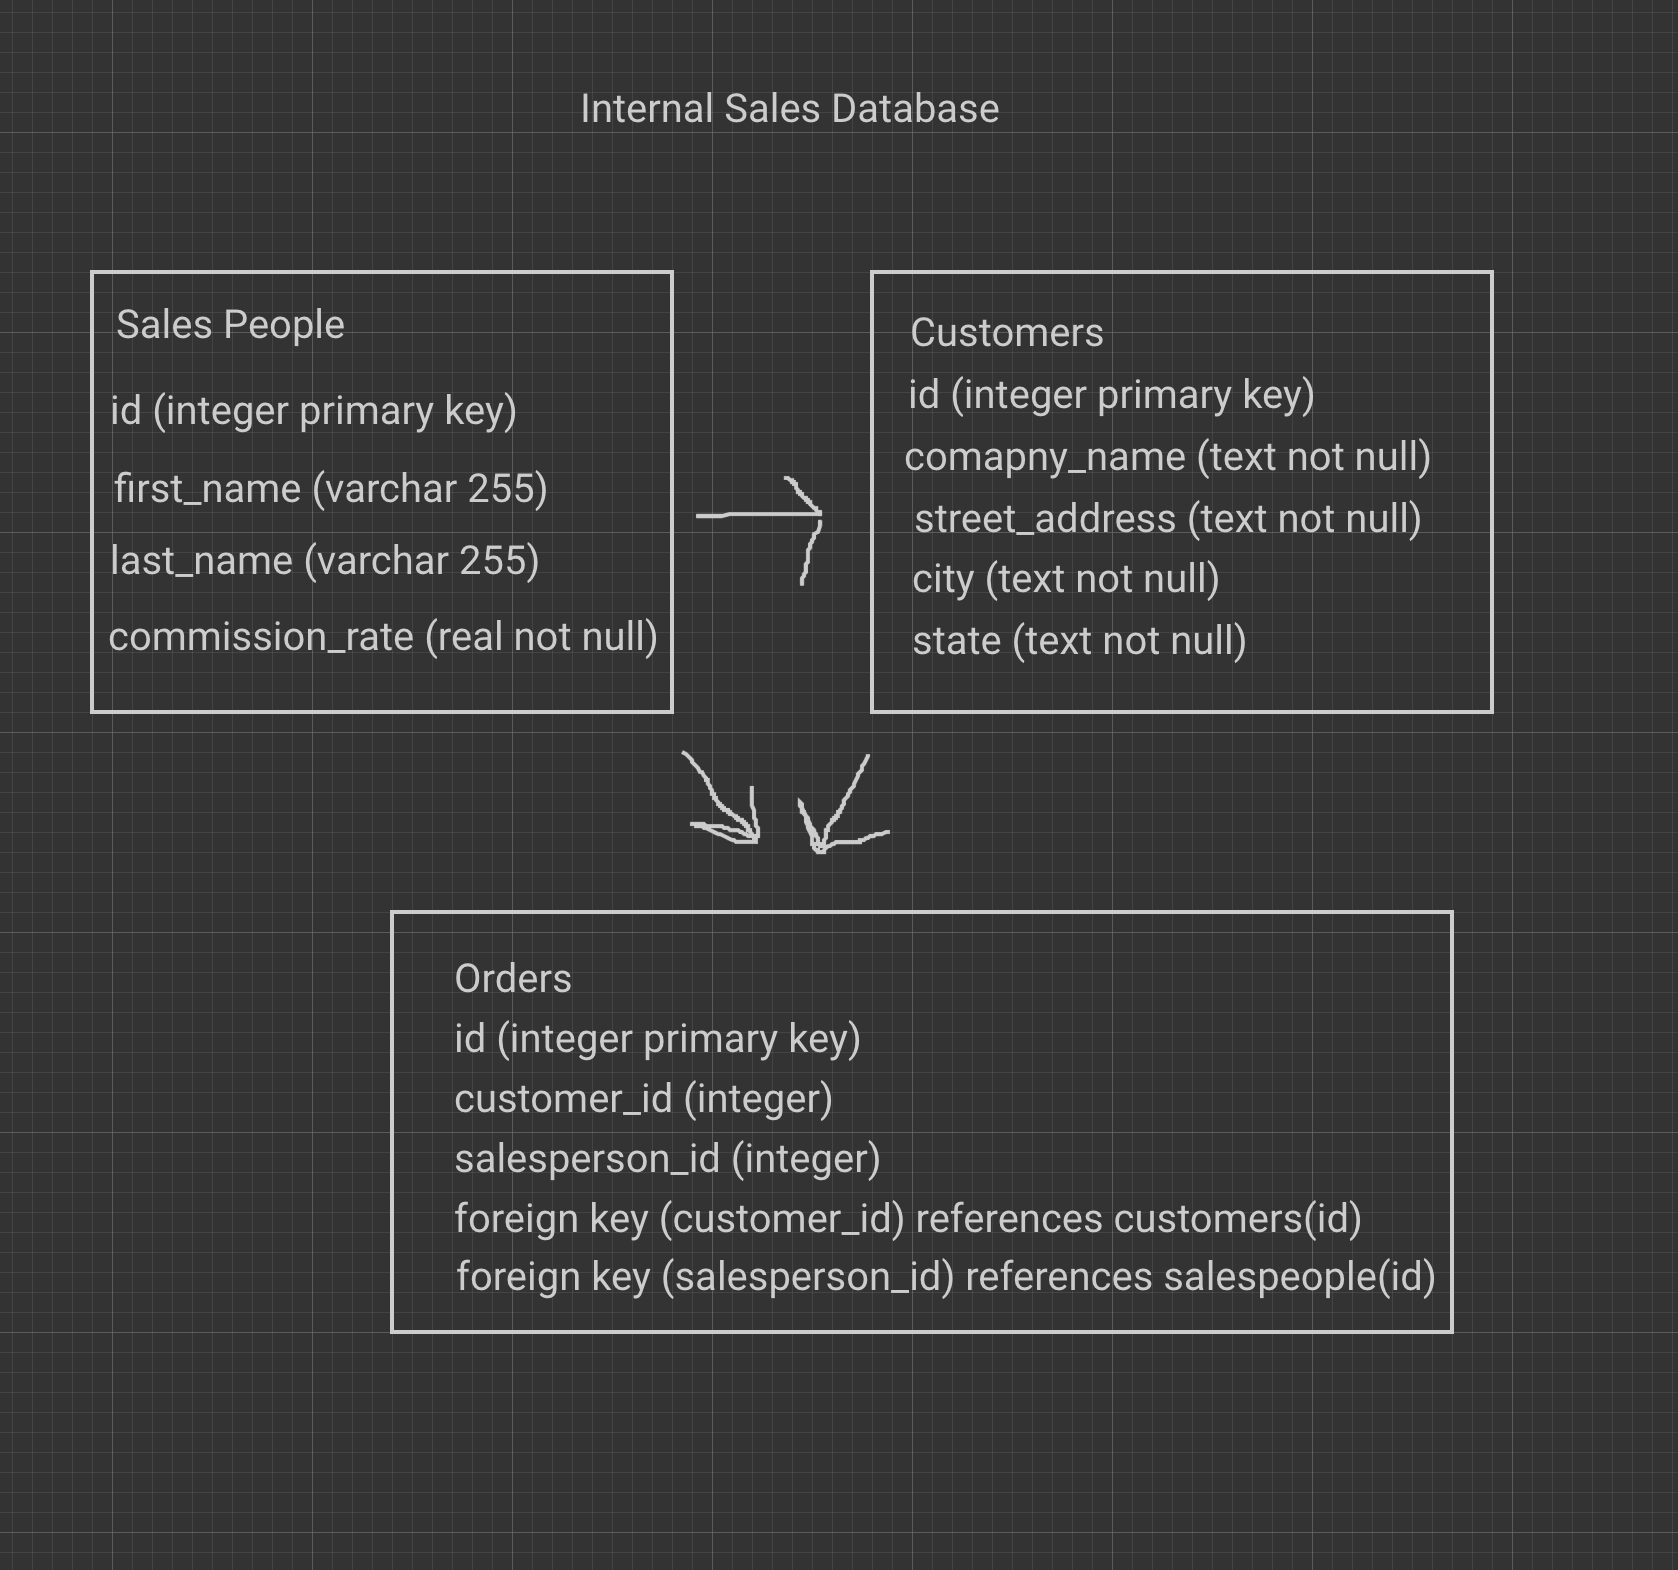 Internal Sales Database
Sales People
id (integer primary key)
first_name (varchar 255)
last_name (varchar 255)
commission_rate (real not null)
Customers
id (integer primary key)
comapny_name (text not null)
street_address (text not null)
city (text not null)
state (text not null)
Orders
id (integer primary key)
customer_id (integer)
salesperson_id (integer)
foreign key (customer_id) references customers(id)
foreign key (salesperson_id) references salespeople(id)